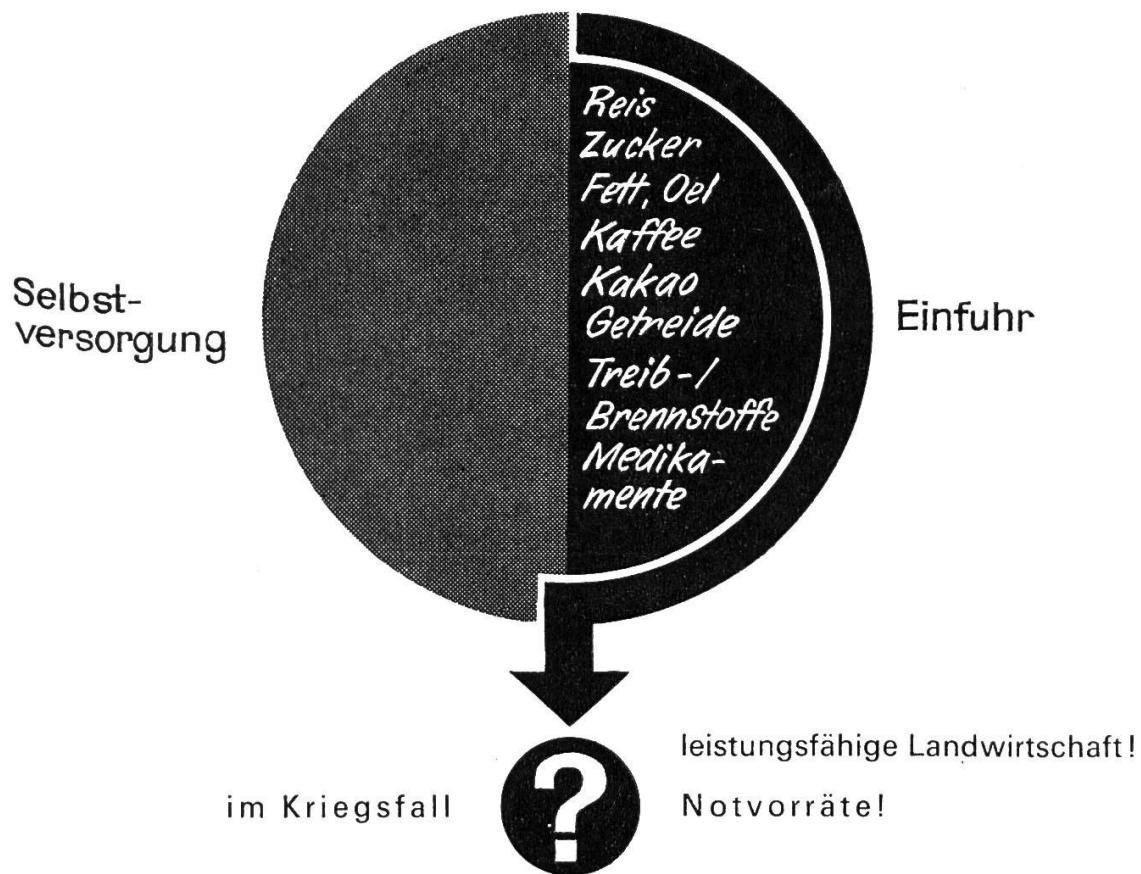 Reis
Zucker
Fett, Oel
Kaffee
Kakao
Getreide
Treib-/
Brennstoffe
Medika-
mente
Selbst-
versorgung
Einfuhr
leistungsfähige Landwirtschaft!
im Kriegsfall
?
Notvorräte!